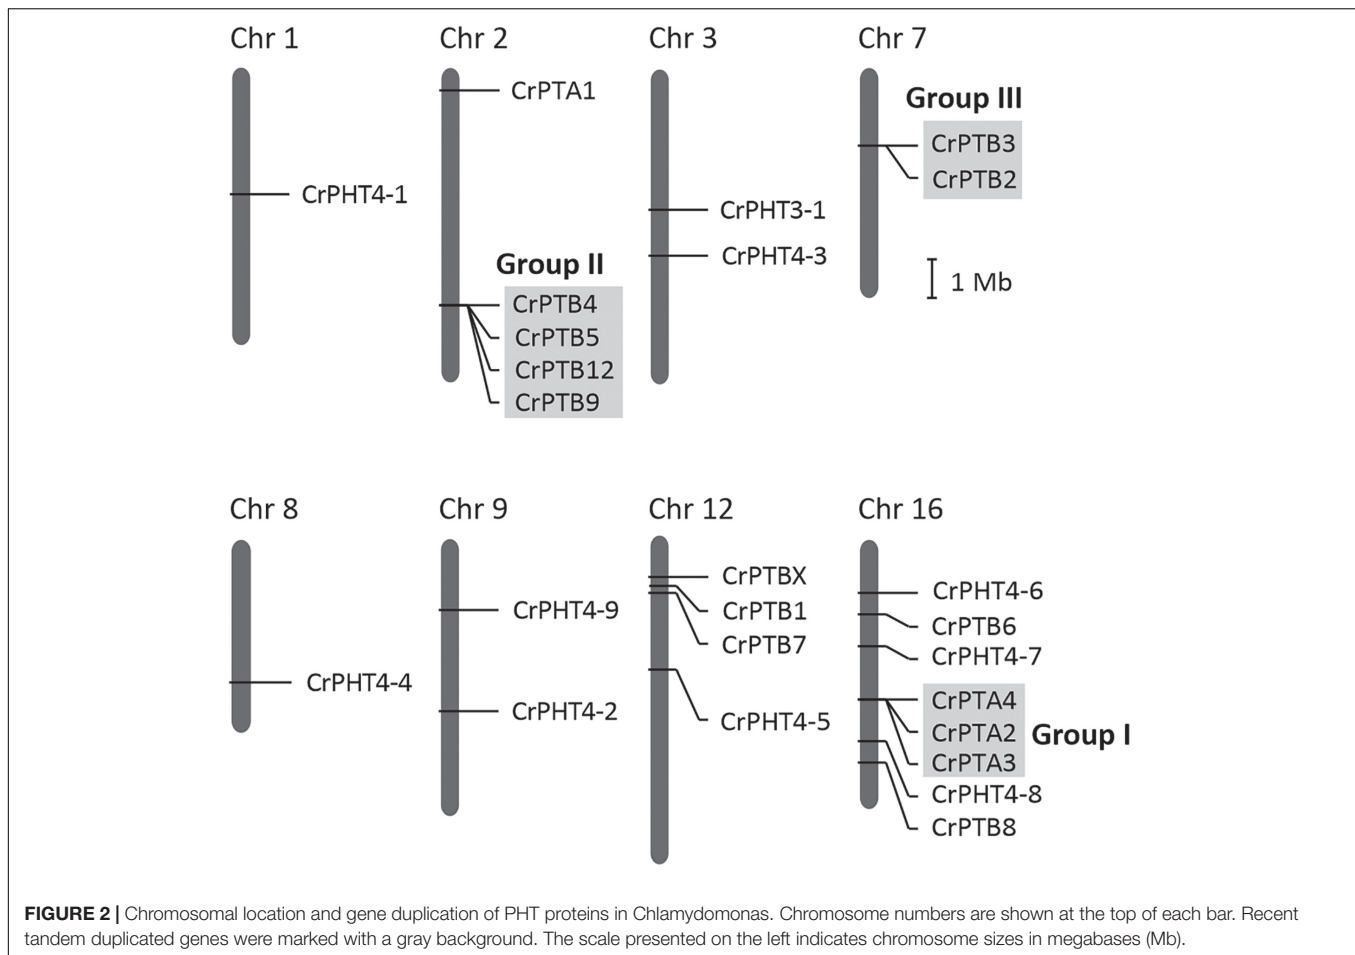 Chr 1
Chr 2
Chr 3
Chr 7
CrPTA1
Group III
CrPTB3
CrPTB2
CrPHT4-1
CrPHT3-1
CrPHT4-3
Group II
1 Mb
CrPTB4
CrPTB5
CrPTB12
CrPTB9
Chr 8
Chr 9
Chr 12
Chr 16
CrPTBX
CrPHT4-6
CrPHT4-9
CrPTB1
CrPTB6
CrPTB7
CrPHT4-7
CrPHT4-4
CrPTA4
CrPHT4-2
CrPHT4-5
CrPTA2
Group I
CrPTA3
CrPHT4-8
CrPTB8
FIGURE 2 | Chromosomal location and gene duplication of PHT proteins in Chlamydomonas. Chromosome numbers are shown at the top of each bar. Recent
tandem duplicated genes were marked with a gray background. The scale presented on the left indicates chromosome sizes in megabases (Mb).